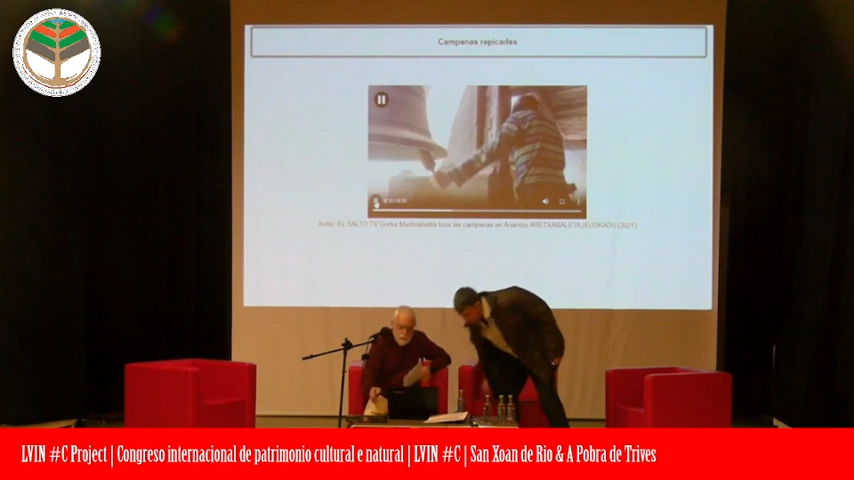 Campanas repicadas
Autor: EL SALTO TV Gorka Madinabeitia toca las campanas en Ariantza ARETXABALETA (EUSKADI) (2021)
LVIN #C Project | Congreso internacional de patrimonio cultural e natural | LVIN #C | San Xoan de Rio & A Pobra de Trives